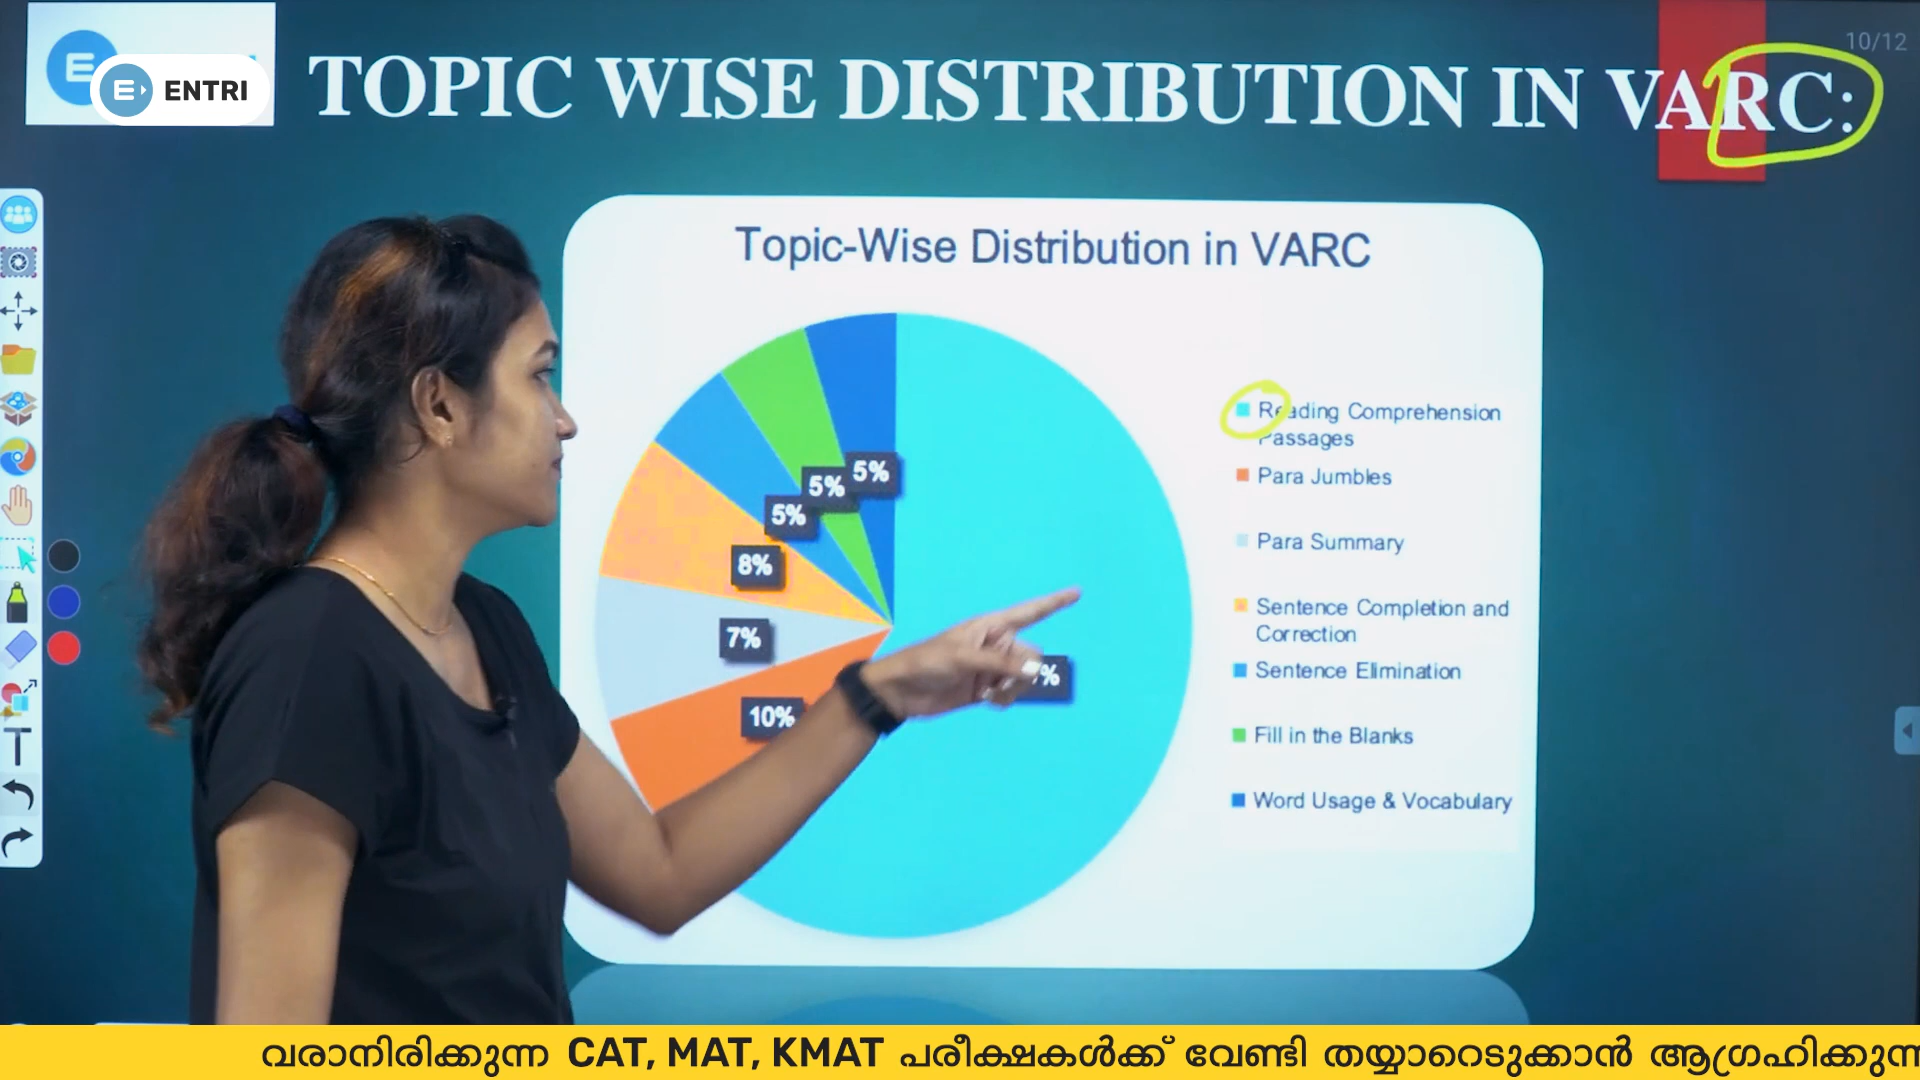 E
ENTRI
TOPIC WISE DISTRIBUTION IN VARC:
10/12
Topic-Wise Distribution in VARC
5%
5%
5%
8%
7%
10%
%
Reading Comprehension
Passages
Para Jumbles
Para Summary
Sentence Completion and
Correction
Sentence Elimination
Fill in the Blanks
Word Usage & Vocabulary
വരാനിരിക്കുന്ന CAT, MAT, KMAT പരീക്ഷകൾക്ക് വേണ്ടി തയ്യാറെടുക്കാൻ ആഗ്രഹിക്കുന്ന